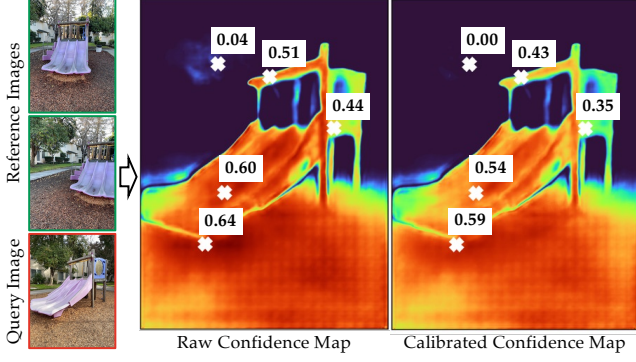 Reference Images
Query Image
0.04
0.51
0.44
0.60
0.64
Raw Confidence Map
0.00
0.43
0.35
0.54
0.59
Calibrated Confidence Map